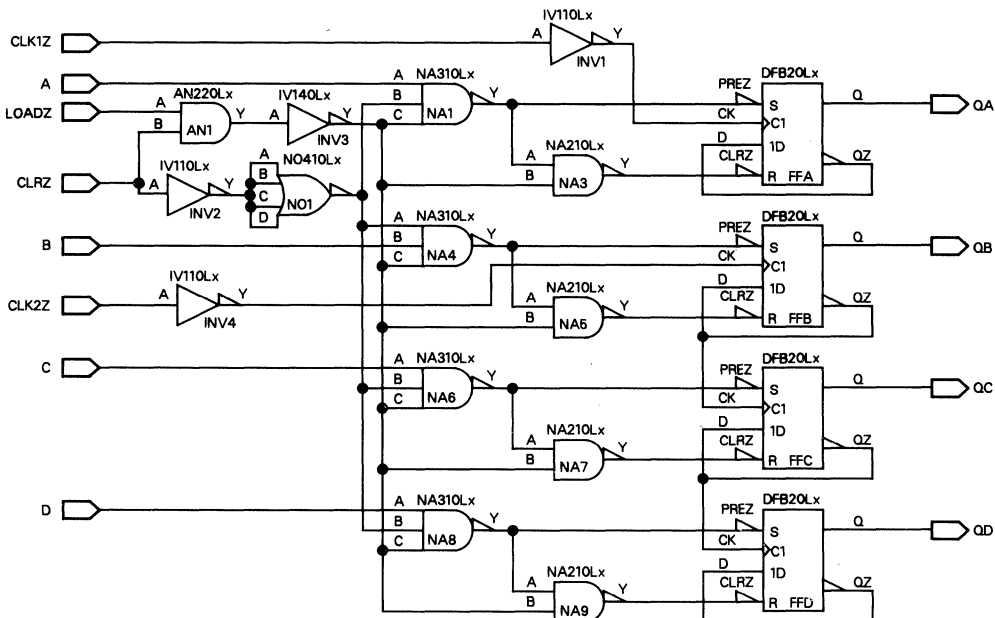 IV110Lx
CLK1Z A Y
INV1
A A NA310Lx DFB20Lx
AN220Lx IV140Lx B Y PREZ Q QA
LOADZ A Y A Y C NA1 CK S
B AN1 INV3 C1
NA210Lx D 1D
IV110Lx A NO410Lx A Y CLRZ QZ
CLRZ A Y B B NA3 R FFA
INV2 C NO1
D NA310Lx DFB20Lx
A Y PREZ Q
B B NA4 CK S QB
IV110Lx C C1
CLK2Z A Y NA210Lx D 1D
INV4 A Y CLRZ QZ
B NA5 R FFB
NA310Lx DFB20Lx
C A Y PREZ Q QC
B NA6 CK S
C C1
NA210Lx D 1D
A Y CLRZ QZ
B NA7 R FFC
NA310Lx DFB20Lx
D A Y PREZ Q QD
B NA8 CK S
C C1
NA210Lx D 1D
A Y CLRZ QZ
B NA9 R FFD